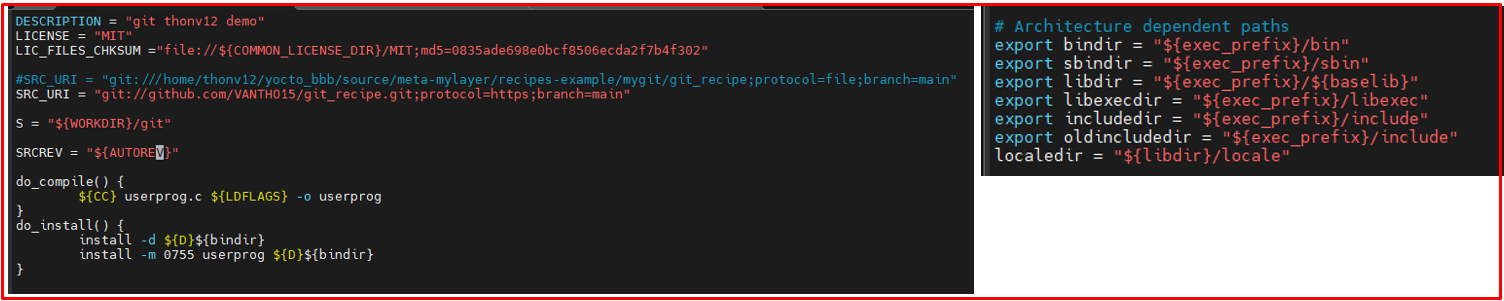 DESCRIPTION = "git thonv12 demo"
LICENSE = "MIT"
LIC_FILES_CHKSUM ="file://${COMMON_LICENSE_DIR}/MIT;md5=0835ade698e0bcf8506ecda2f7b4f302"
#SRC_URI = "git:///home/thonv12/yocto_bbb/source/meta-mylayer/recipes-example/mygit/git_recipe;protocol=file;branch=main"
SRC_URI = "git://github.com/VANTHO15/git_recipe.git;protocol=https;branch=main"
S = "${WORKDIR}/git"
SRCREV = "${AUTOREV}"
do_compile() {
${CC} userprog.c ${LDFLAGS} -o userprog
}
do_install() {
install -d ${D}${bindir}
install -m 0755 userprog ${D}${bindir}
}
# Architecture dependent paths
export bindir = "${exec_prefix}/bin"
export sbindir = "${exec_prefix}/sbin"
export libdir = "${exec_prefix}/${baselib}"
export libexecdir = "${exec_prefix}/libexec"
export includedir = "${exec_prefix}/include"
export oldincludedir = "${exec_prefix}/include"
localedir = "${libdir}/locale"